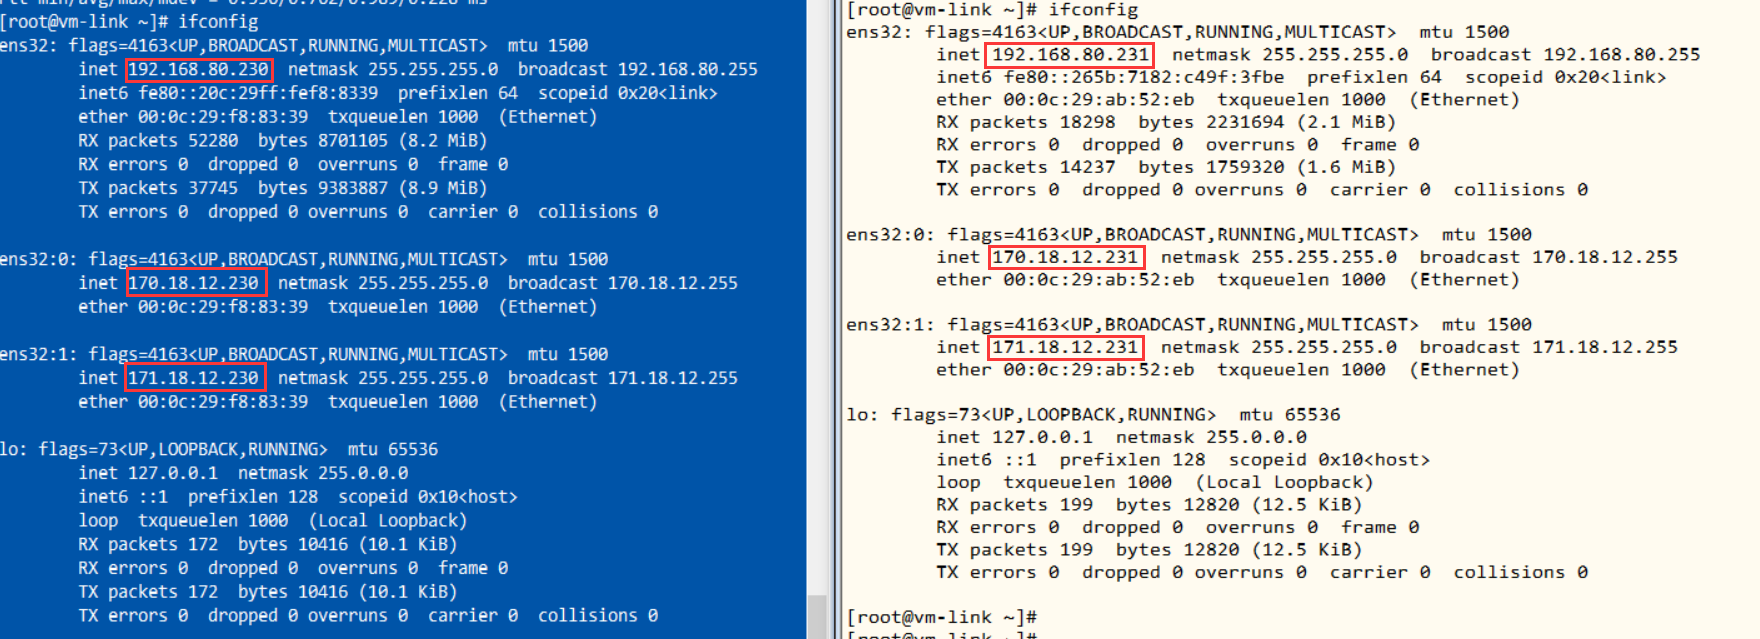 rtt min/avg/max/mdev = 0.556/0.762/0.989/0.228 ms
[root@vm-link ~]# ifconfig
ens32: flags=4163<UP,BROADCAST,RUNNING,MULTICAST>  mtu 1500
        inet 192.168.80.230  netmask 255.255.255.0  broadcast 192.168.80.255
        inet6 fe80::20c:29ff:fef8:8339  prefixlen 64  scopeid 0x20<link>
        ether 00:0c:29:f8:83:39  txqueuelen 1000  (Ethernet)
        RX packets 52280  bytes 8701105 (8.2 MiB)
        RX errors 0  dropped 0  overruns 0  frame 0
        TX packets 37745  bytes 9383887 (8.9 MiB)
        TX errors 0  dropped 0 overruns 0  carrier 0  collisions 0
ens32:0: flags=4163<UP,BROADCAST,RUNNING,MULTICAST>  mtu 1500
        inet 170.18.12.230  netmask 255.255.255.0  broadcast 170.18.12.255
        ether 00:0c:29:f8:83:39  txqueuelen 1000  (Ethernet)
ens32:1: flags=4163<UP,BROADCAST,RUNNING,MULTICAST>  mtu 1500
        inet 171.18.12.230  netmask 255.255.255.0  broadcast 171.18.12.255
        ether 00:0c:29:f8:83:39  txqueuelen 1000  (Ethernet)
lo: flags=73<UP,LOOPBACK,RUNNING>  mtu 65536
        inet 127.0.0.1  netmask 255.0.0.0
        inet6 ::1  prefixlen 128  scopeid 0x10<host>
        loop  txqueuelen 1000  (Local Loopback)
        RX packets 172  bytes 10416 (10.1 KiB)
        RX errors 0  dropped 0  overruns 0  frame 0
        TX packets 172  bytes 10416 (10.1 KiB)
        TX errors 0  dropped 0 overruns 0  carrier 0  collisions 0
[root@vm-link ~]# ifconfig
ens32: flags=4163<UP,BROADCAST,RUNNING,MULTICAST>  mtu 1500
        inet 192.168.80.231  netmask 255.255.255.0  broadcast 192.168.80.255
        inet6 fe80::265b:7182:c49f:3fbe  prefixlen 64  scopeid 0x20<link>
        ether 00:0c:29:ab:52:eb  txqueuelen 1000  (Ethernet)
        RX packets 18298  bytes 2231694 (2.1 MiB)
        RX errors 0  dropped 0  overruns 0  frame 0
        TX packets 14237  bytes 1759320 (1.6 MiB)
        TX errors 0  dropped 0 overruns 0  carrier 0  collisions 0
ens32:0: flags=4163<UP,BROADCAST,RUNNING,MULTICAST>  mtu 1500
        inet 170.18.12.231  netmask 255.255.255.0  broadcast 170.18.12.255
        ether 00:0c:29:ab:52:eb  txqueuelen 1000  (Ethernet)
ens32:1: flags=4163<UP,BROADCAST,RUNNING,MULTICAST>  mtu 1500
        inet 171.18.12.231  netmask 255.255.255.0  broadcast 171.18.12.255
        ether 00:0c:29:ab:52:eb  txqueuelen 1000  (Ethernet)
lo: flags=73<UP,LOOPBACK,RUNNING>  mtu 65536
        inet 127.0.0.1  netmask 255.0.0.0
        inet6 ::1  prefixlen 128  scopeid 0x10<host>
        loop  txqueuelen 1000  (Local Loopback)
        RX packets 199  bytes 12820 (12.5 KiB)
        RX errors 0  dropped 0  overruns 0  frame 0
        TX packets 199  bytes 12820 (12.5 KiB)
        TX errors 0  dropped 0 overruns 0  carrier 0  collisions 0
[root@vm-link ~]#
[root@vm-link ~]#